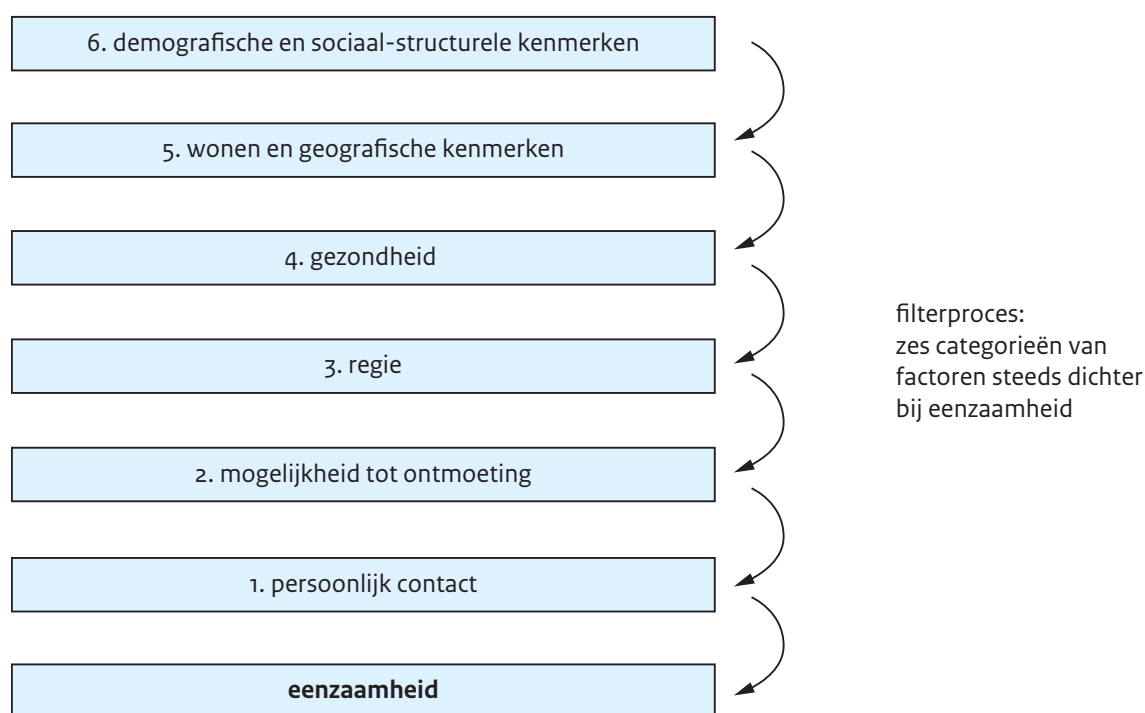 6. demografische en sociaal-structurele kenmerken
5. wonen en geografische kenmerken
4. gezondheid
3. regie
2. mogelijkheid tot ontmoeting
1. persoonlijk contact
eenzaamheid
filterproces:
zes categorieën van
factoren steeds dichter
bij eenzaamheid